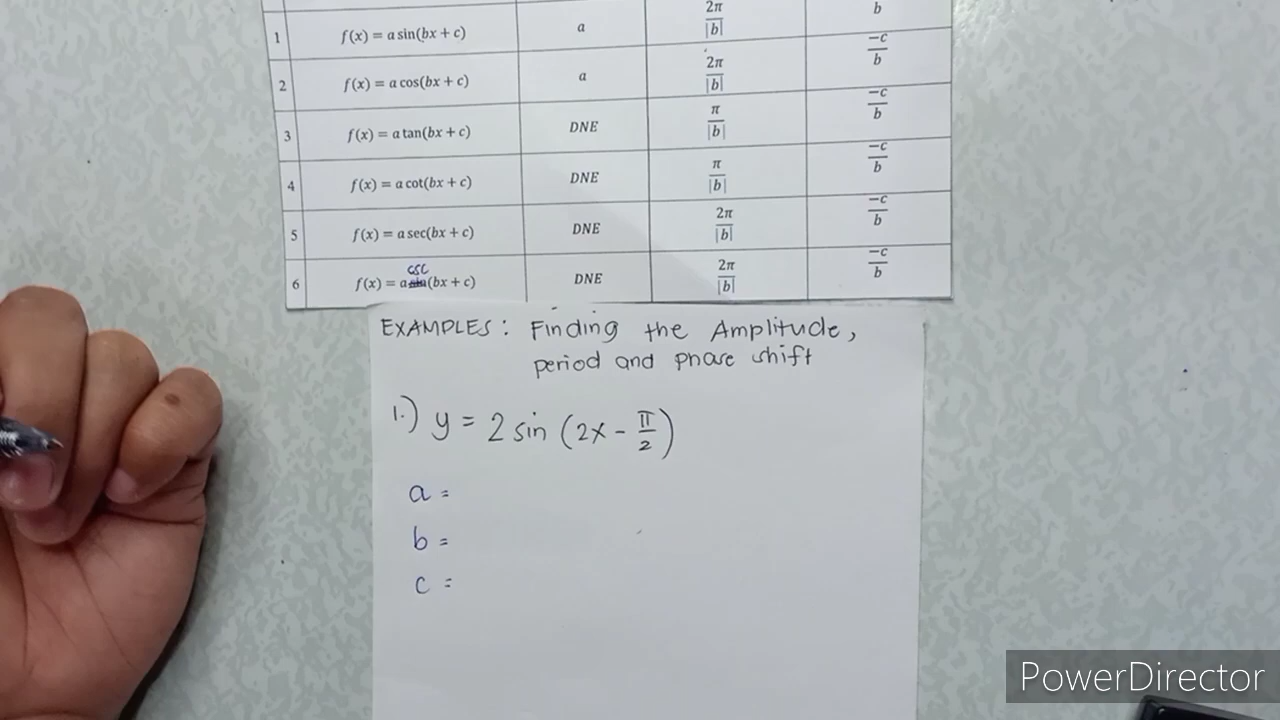 2π/|b| b
1 f(x) = a sin(bx + c) a −c/b
2 f(x) = a cos(bx + c) a 2π/|b| −c/b
3 f(x) = a tan(bx + c) DNE π/|b| −c/b
4 f(x) = a cot(bx + c) DNE π/|b| −c/b
5 f(x) = a sec(bx + c) DNE 2π/|b| −c/b
csc
6 f(x) = a sin(bx + c) DNE 2π/|b|
EXAMPLES: Finding the Amplitude,
period and phase shift
1.) y = 2 sin (2x - π/2)
a =
b =
c =
PowerDirector